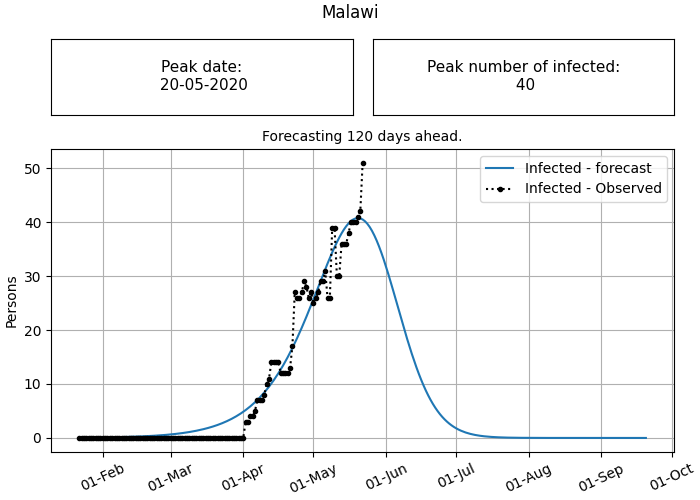 Malawi
Peak date:
20-05-2020
Peak number of infected:
40
Forecasting 120 days ahead.
Infected - forecast
Infected - Observed
Persons
50
40
30
20
10
0
01-Feb
01-Mar
01-Apr
01-May
01-Jun
01-Jul
01-Aug
01-Sep
01-Oct